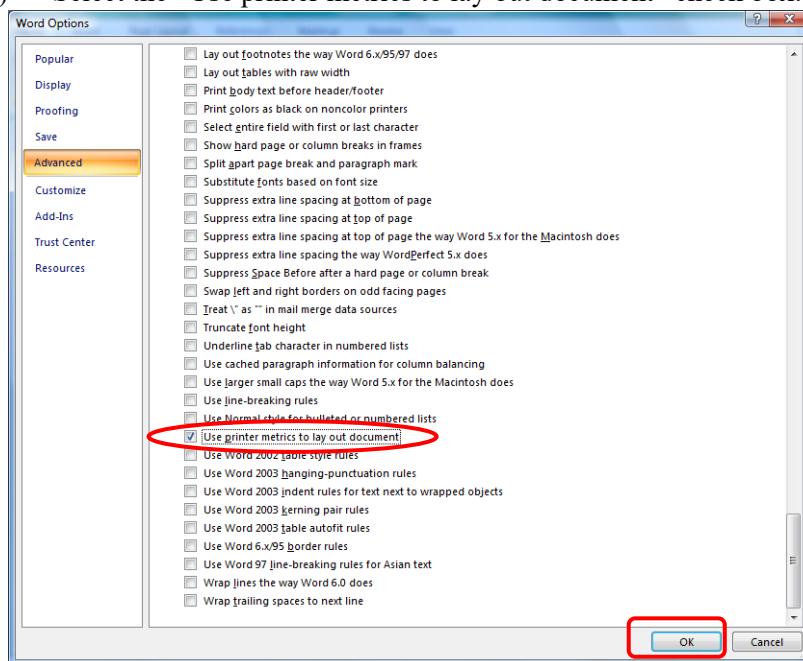 Select the "Use printer metrics to lay out document" check
Word Options
Popular
Display
Proofing
Save
Advanced
Customize
Add-Ins
Trust Center
Resources
Lay out footnotes the way Word 6.x/95/97 does
Lay out tables with raw width
Print body text before header/footer
Print colors as black on noncolor printers
Select entire field with first or last character
Show hard page or column breaks in frames
Split apart page break and paragraph mark
Substitute fonts based on font size
Suppress extra line spacing at bottom of page
Suppress extra line spacing at top of page
Suppress extra line spacing at top of page the way Word 5.x for the Macintosh does
Suppress extra line spacing the way WordPerfect 5.x does
Suppress Space Before after a hard page or column break
Swap left and right borders on odd facing pages
Treat \" as "" in mail merge data sources
Truncate font height
Underline tab character in numbered lists
Use cached paragraph information for column balancing
Use larger small caps the way Word 5.x for the Macintosh does
Use line-breaking rules
Use Normal style for bulleted or numbered lists
Use printer metrics to lay out document
Use Word 2002 table style rules
Use Word 2003 hanging-punctuation rules
Use Word 2003 indent rules for text next to wrapped objects
Use Word 2003 kerning pair rules
Use Word 2003 table autofit rules
Use Word 6.x/95 border rules
Use Word 97 line-breaking rules for Asian text
Wrap lines the way Word 6.0 does
Wrap trailing spaces to next line
OK
Cancel